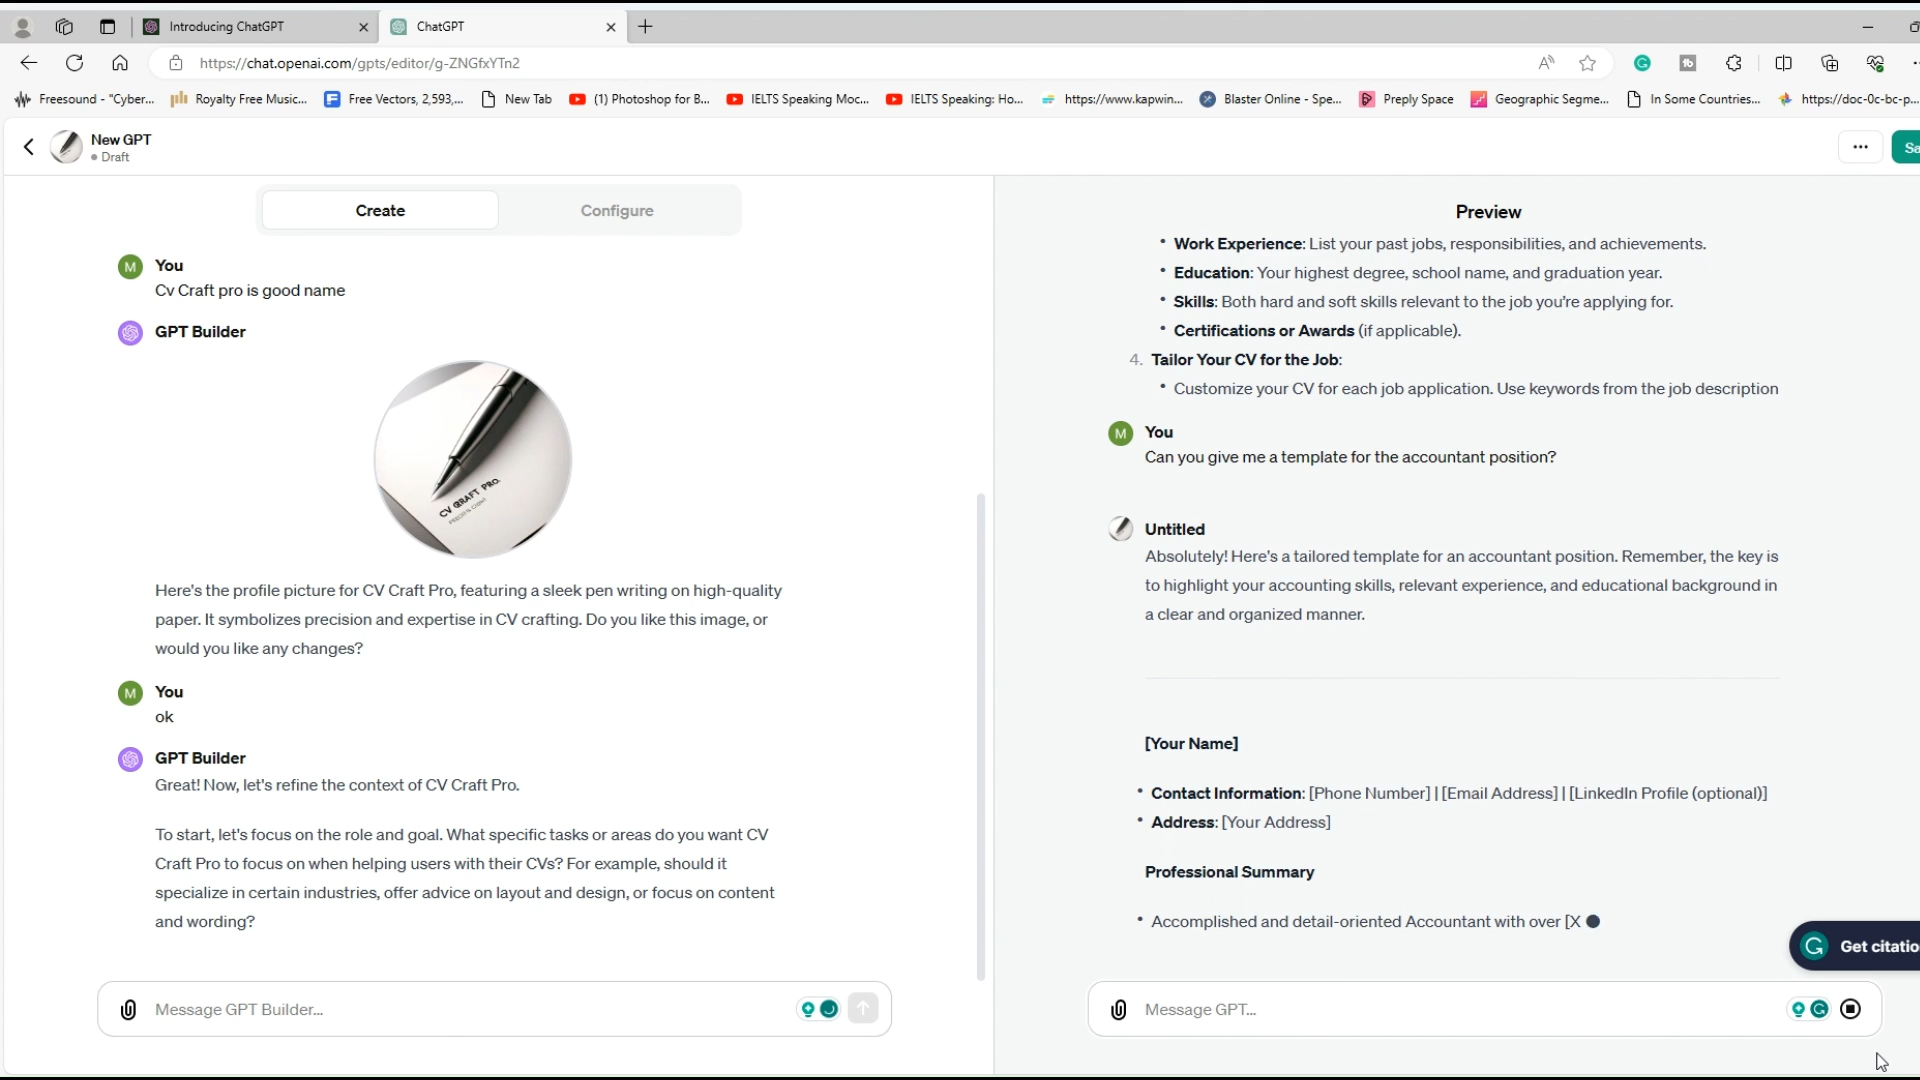 Introducing ChatGPT
ChatGPT
https://chat.openai.com/gpts/editor/g-ZNGfxYTn2
Freesound - "Cyber...
Royalty Free Music...
Free Vectors, 2,593,...
New Tab
(1) Photoshop for B...
IELTS Speaking Moc...
IELTS Speaking: Ho...
https://www.kapwin...
Blaster Online - Spe...
Preply Space
Geographic Segme...
In Some Countries...
https://doc-0c-bc-p...
New GPT
Draft
Sa
Create
Configure
M
You
Cv Craft pro is good name
GPT Builder
CV CRAFT PRO.
Here's the profile picture for CV Craft Pro, featuring a sleek pen writing on high-quality
paper. It symbolizes precision and expertise in CV crafting. Do you like this image, or
would you like any changes?
M
You
ok
GPT Builder
Great! Now, let's refine the context of CV Craft Pro.
To start, let's focus on the role and goal. What specific tasks or areas do you want CV
Craft Pro to focus on when helping users with their CVs? For example, should it
specialize in certain industries, offer advice on layout and design, or focus on content
and wording?
Message GPT Builder...
Preview
• Work Experience: List your past jobs, responsibilities, and achievements.
• Education: Your highest degree, school name, and graduation year.
• Skills: Both hard and soft skills relevant to the job you're applying for.
• Certifications or Awards (if applicable).
4. Tailor Your CV for the Job:
• Customize your CV for each job application. Use keywords from the job description
M
You
Can you give me a template for the accountant position?
Untitled
Absolutely! Here's a tailored template for an accountant position. Remember, the key is
to highlight your accounting skills, relevant experience, and educational background in
a clear and organized manner.
[Your Name]
• Contact Information: [Phone Number] | [Email Address] | [LinkedIn Profile (optional)]
• Address: [Your Address]
Professional Summary
• Accomplished and detail-oriented Accountant with over [X
Get citatio
Message GPT...